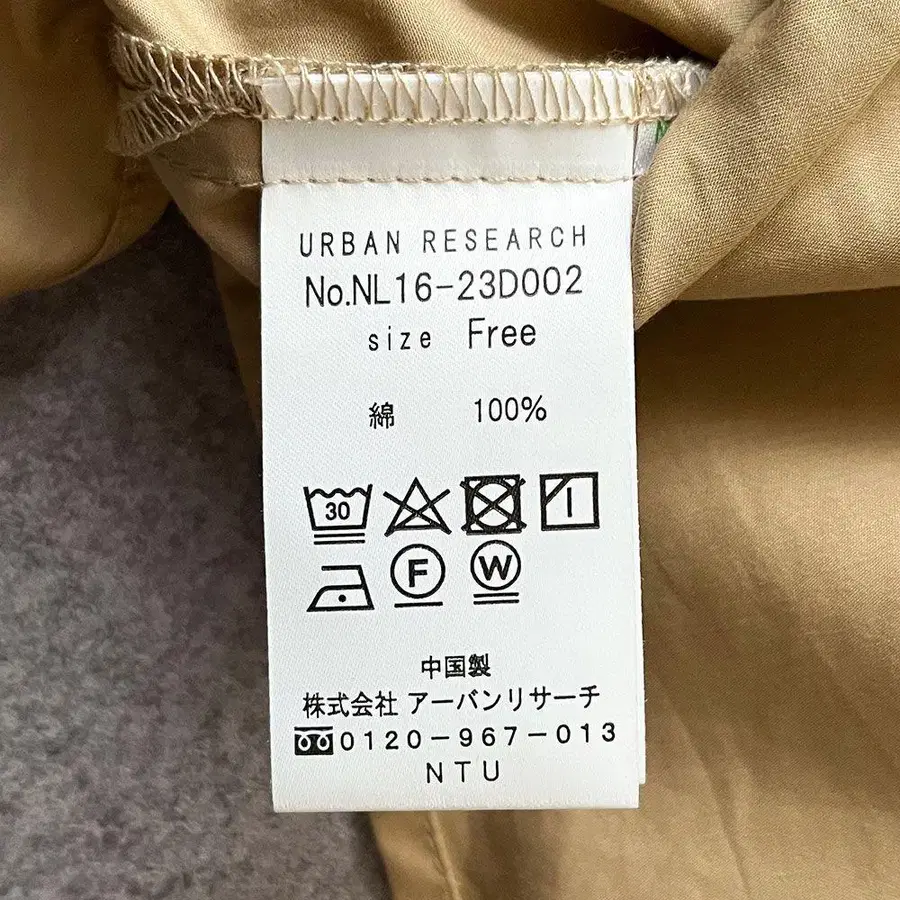 URBAN RESEARCH
No.NL16-23D002
size Free
綿 100%
30
F W
中国製
株式会社 アーバンリサーチ
0120-967-013
NTU